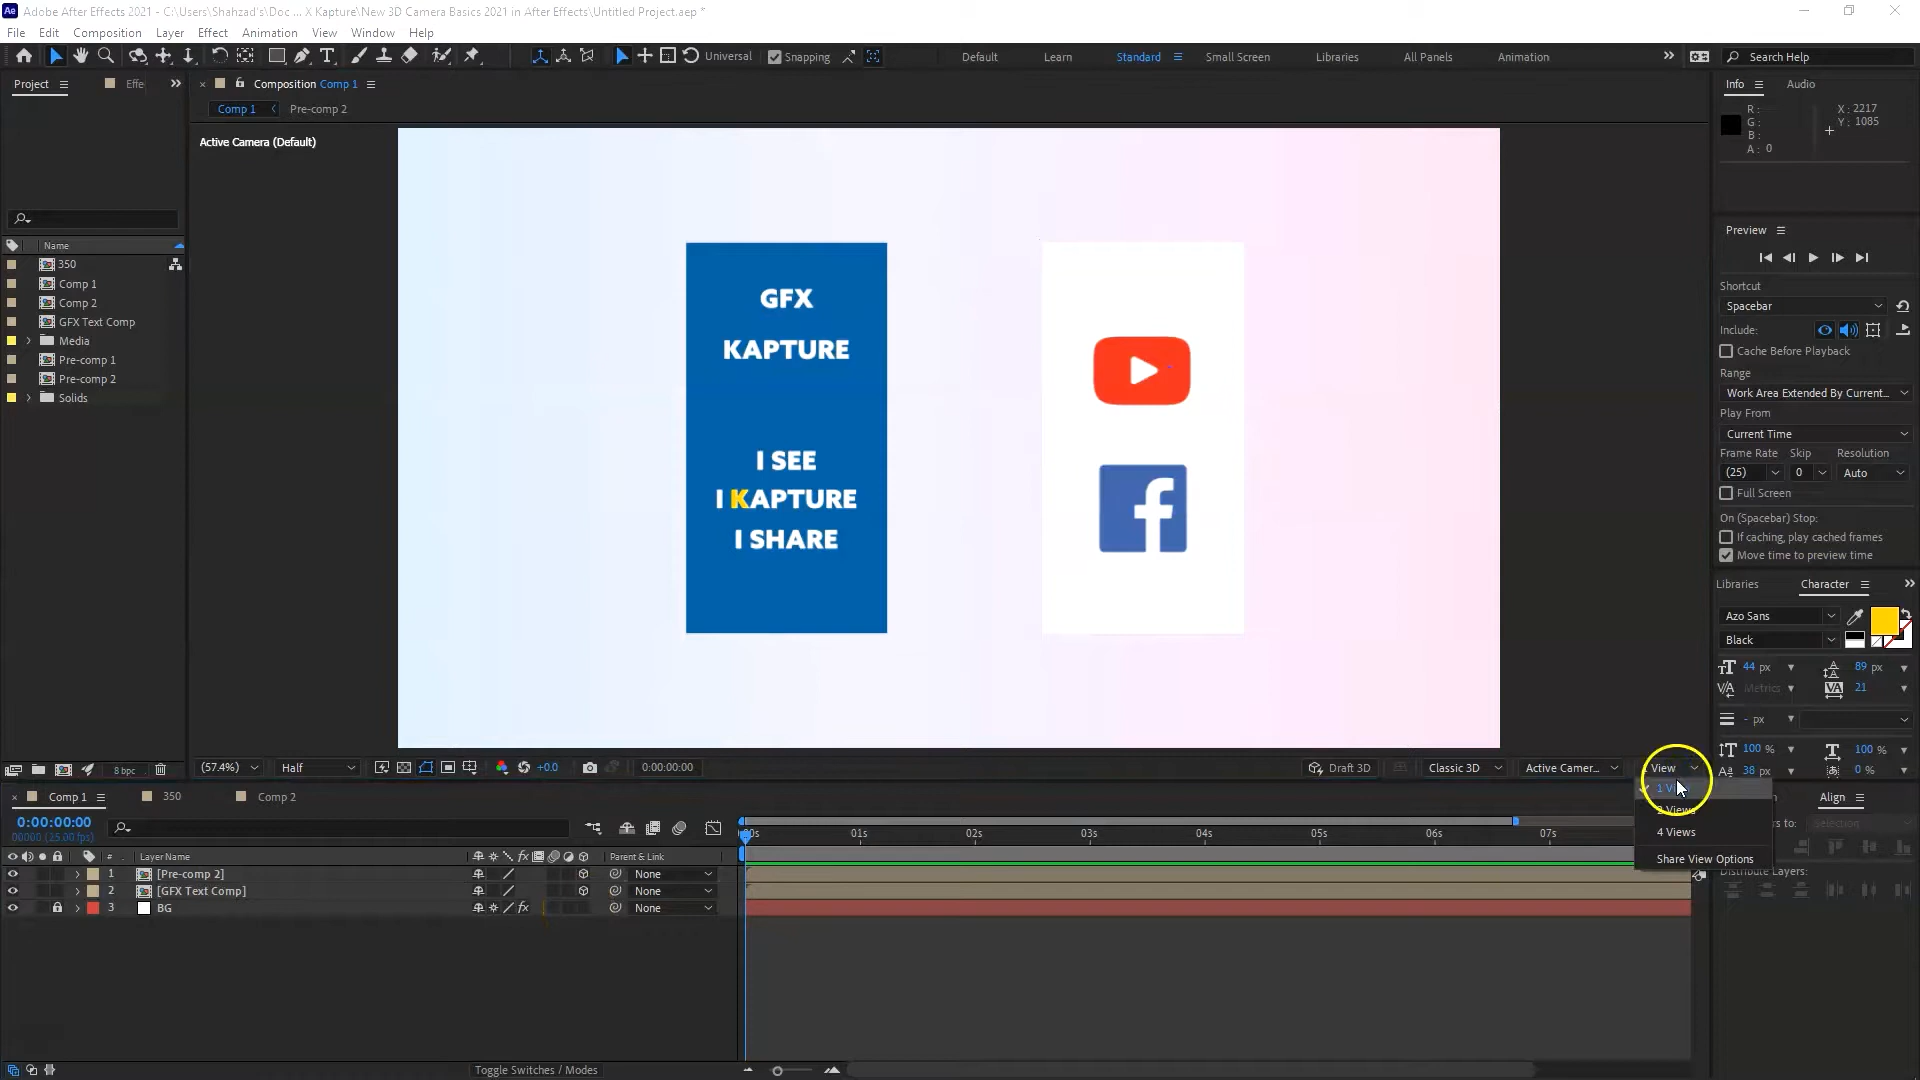 Adobe After Effects 2021 - C:\Users\Shahzad's\Doc ... X Kapture\New 3D Camera Basics 2021 in After Effects\Untitled Project.aep *
File Edit Composition Layer Effect Animation View Window Help
Universal Snapping Default Learn Standard Small Screen Libraries All Panels Animation Search Help
Project Effe Composition Comp 1 Info Audio
Comp 1 Pre-comp 2
Active Camera (Default)
R:
G:
B:
A: 0
X: 2217
Y: 1085
Name
350
Comp 1
Comp 2
GFX Text Comp
Media
Pre-comp 1
Pre-comp 2
Solids
GFX
KAPTURE
I SEE
I KAPTURE
I SHARE
Preview
Shortcut
Spacebar
Include:
Cache Before Playback
Range
Work Area Extended By Current...
Play From
Current Time
Frame Rate Skip Resolution
(25) 0 Auto
Full Screen
On (Spacebar) Stop:
If caching, play cached frames
Move time to preview time
Libraries Character
Azo Sans
Black
44 px 89 px
Metrics 21
- px
100 % 100 %
38 px 0 %
8 bpc (57.4%) Half +0.0 0:00:00:00 Draft 3D Classic 3D Active Camer... View
4 Views
Share View Options
Align
Distribute Layers:
Comp 1 350 Comp 2
0:00:00:00
00000 (25.00 fps)
01s 02s 03s 04s 05s 06s 07s
# Layer Name Parent & Link
1 [Pre-comp 2] None
2 [GFX Text Comp] None
3 BG None
Toggle Switches / Modes